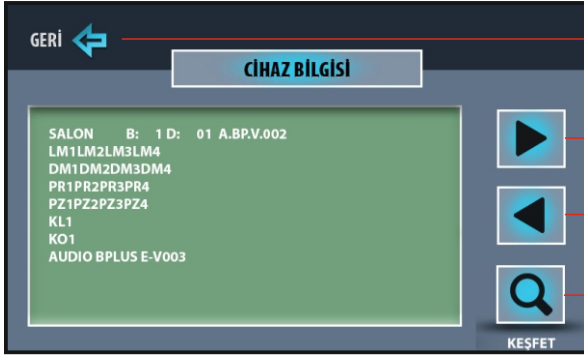 GERİ
CİHAZ BİLGİSİ
SALON B: 1 D: 01 A.BP.V.002
LM1LM2LM3LM4
DM1DM2DM3DM4
PR1PR2PR3PR4
PZ1PZ2PZ3PZ4
KL1
KO1
AUDIO BPLUS E-V003
KEŞFET